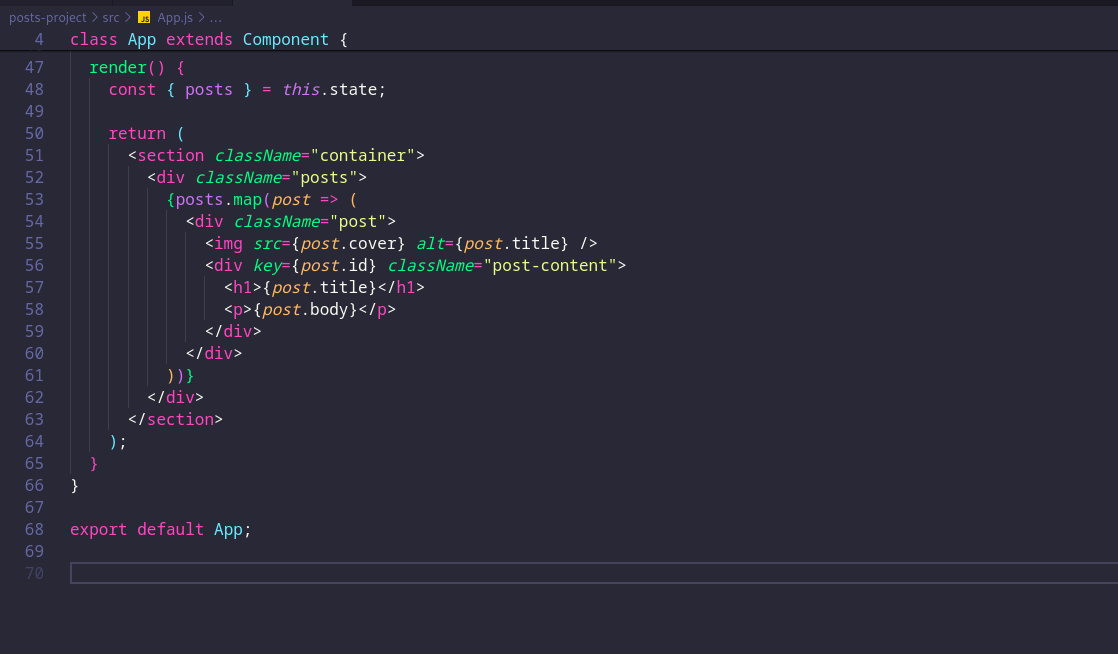 posts-project > src > JS App.js > ...
4 class App extends Component {
47 render() {
48 const { posts } = this.state;
49
50 return (
51 <section className="container">
52 <div className="posts">
53 {posts.map(post => (
54 <div className="post">
55 <img src={post.cover} alt={post.title} />
56 <div key={post.id} className="post-content">
57 <h1>{post.title}</h1>
58 <p>{post.body}</p>
59 </div>
60 </div>
61 ))}
62 </div>
63 </section>
64 );
65 }
66 }
67
68 export default App;
69
70